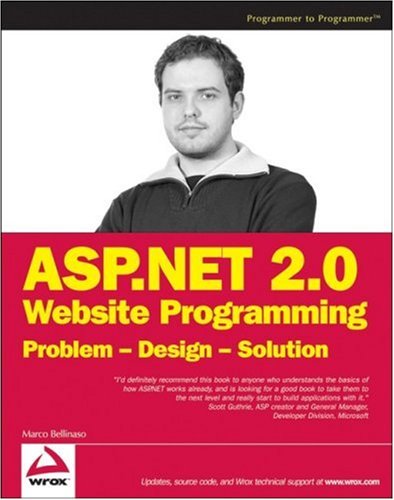 Programmer to Programmer™
ASP.NET 2.0
Website Programming
Problem – Design – Solution
"I'd definitely recommend this book to anyone who understands the basics of
how ASP.NET works already, and is looking for a good book to take them to
the next level and really start to build applications with it."
Scott Guthrie, ASP creator and General Manager,
Developer Division, Microsoft
Marco Bellinaso
wrox™
Updates, source code, and Wrox technical support at www.wrox.com